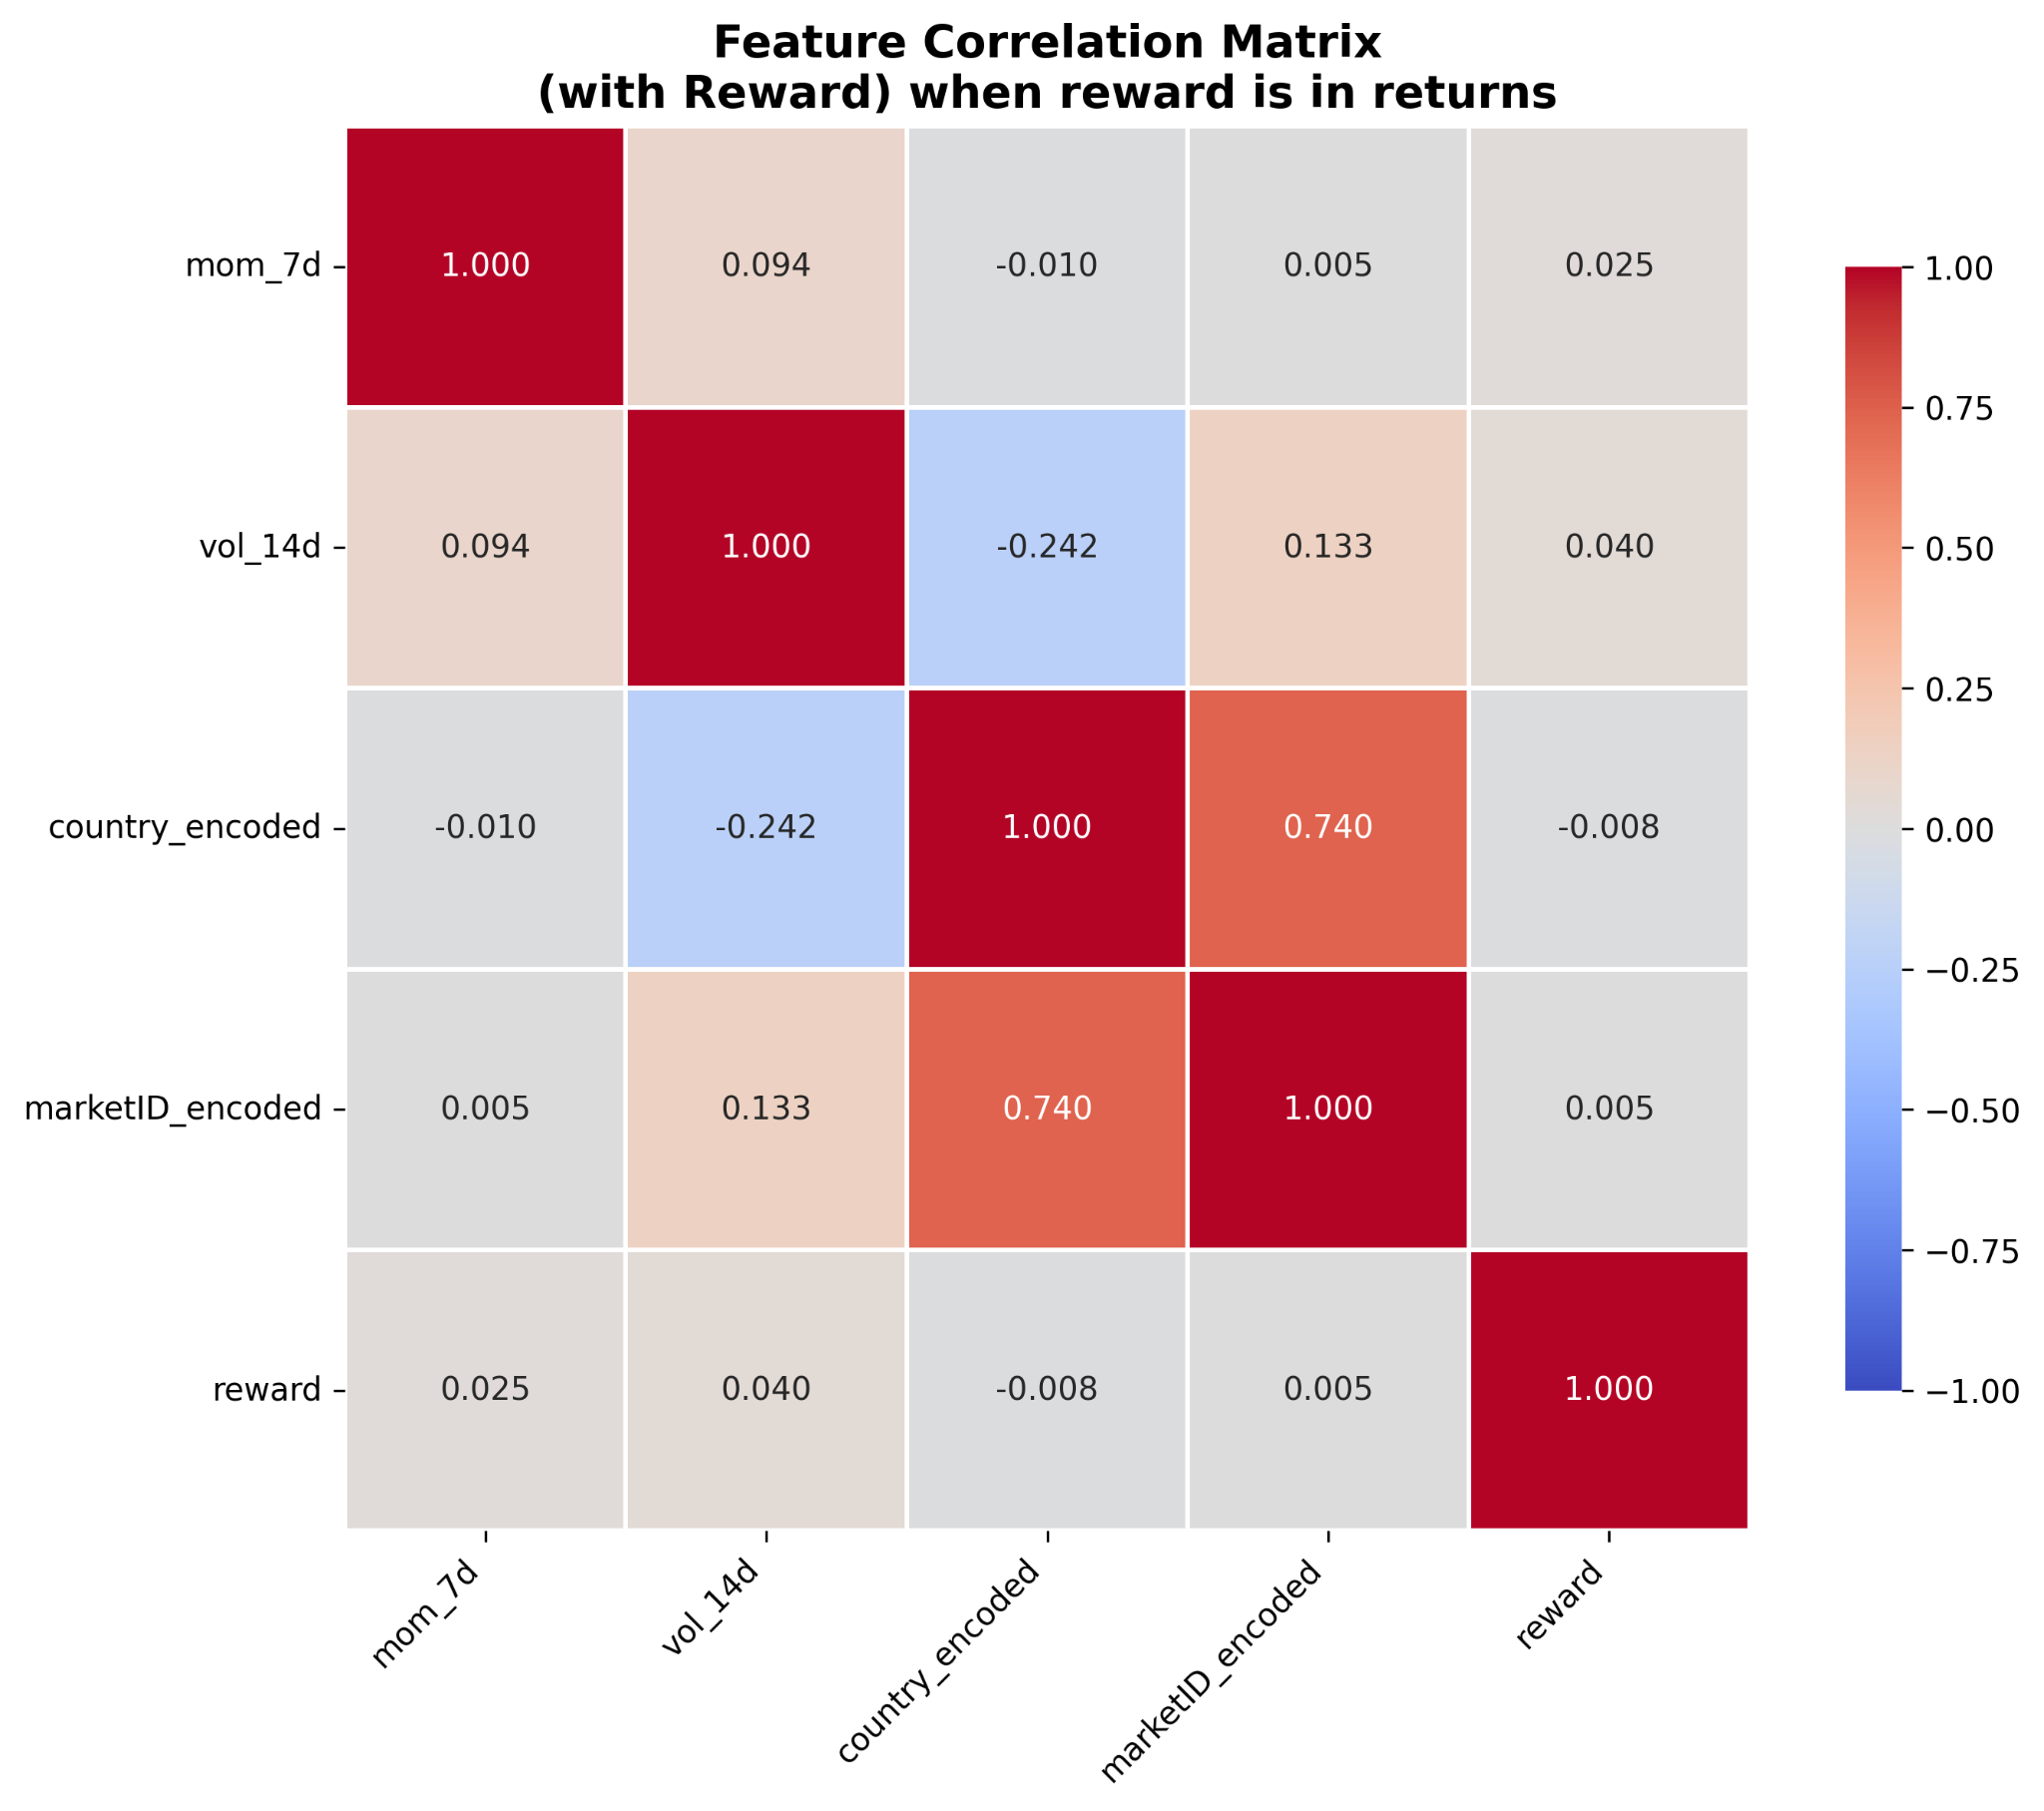 Feature Correlation Matrix
(with Reward) when reward is in returns
mom_7d 1.000 0.094 -0.010 0.005 0.025
vol_14d 0.094 1.000 -0.242 0.133 0.040
country_encoded -0.010 -0.242 1.000 0.740 -0.008
marketID_encoded 0.005 0.133 0.740 1.000 0.005
reward 0.025 0.040 -0.008 0.005 1.000
mom_7d
vol_14d
country_encoded
marketID_encoded
reward
1.00
0.75
0.50
0.25
0.00
−0.25
−0.50
−0.75
−1.00